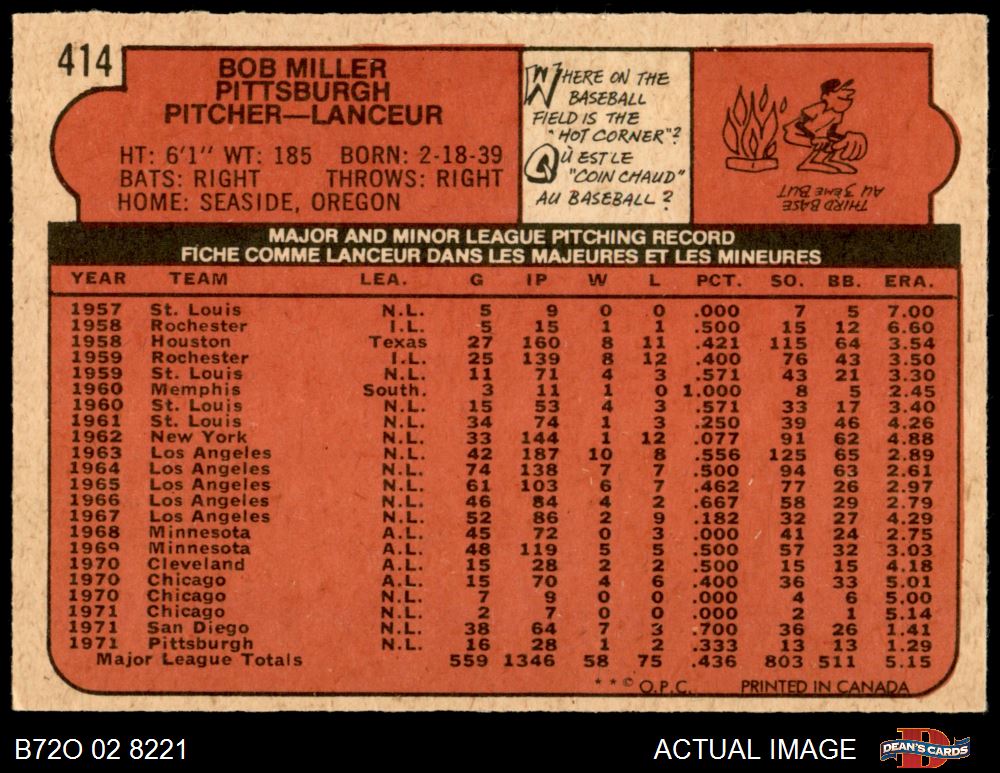 414
BOB MILLER
PITTSBURGH
PITCHER—LANCEUR
HT: 6'1" WT: 185 BORN: 2-18-39
BATS: RIGHT THROWS: RIGHT
HOME: SEASIDE, OREGON
WHERE ON THE
BASEBALL
FIELD IS THE
"HOT CORNER"?
QU EST LE
"COIN CHAUD"
AU BASEBALL?
THIRD BASE
AU 3EME BUT
MAJOR AND MINOR LEAGUE PITCHING RECORD
FICHE COMME LANCEUR DANS LES MAJEURES ET LES MINEURES
YEAR TEAM LEA. G IP W L PCT. SO. BB. ERA.
1957 St. Louis N.L. 5 9 0 0 .000 7 5 7.00
1958 Rochester I.L. 5 15 1 1 .500 15 12 6.60
1958 Houston Texas 27 160 8 11 .421 115 64 3.54
1959 Rochester I.L. 25 139 8 12 .400 76 43 3.50
1959 St. Louis N.L. 11 71 4 3 .571 43 21 3.30
1960 Memphis South. 3 11 1 0 1.000 8 5 2.45
1960 St. Louis N.L. 15 53 4 3 .571 33 17 3.40
1961 St. Louis N.L. 34 74 1 3 .250 39 46 4.26
1962 New York N.L. 33 144 1 12 .077 91 62 4.88
1963 Los Angeles N.L. 42 187 10 8 .556 125 65 2.89
1964 Los Angeles N.L. 74 138 7 7 .500 94 63 2.61
1965 Los Angeles N.L. 61 103 6 7 .462 77 26 2.97
1966 Los Angeles N.L. 46 84 4 2 .667 58 29 2.79
1967 Los Angeles N.L. 52 86 2 9 .182 32 27 4.29
1968 Minnesota A.L. 45 72 0 3 .000 41 24 2.75
1969 Minnesota A.L. 48 119 5 5 .500 57 32 3.03
1970 Cleveland A.L. 15 28 2 2 .500 15 15 4.18
1970 Chicago A.L. 15 70 4 6 .400 36 33 5.01
1970 Chicago N.L. 7 9 0 0 .000 4 6 5.00
1971 Chicago N.L. 2 7 0 0 .000 2 1 5.14
1971 San Diego N.L. 38 64 7 3 .700 36 26 1.41
1971 Pittsburgh N.L. 16 28 1 2 .333 13 13 1.29
Major League Totals 559 1346 58 75 .436 803 511 5.15
* * © O.P.C. PRINTED IN CANADA
B72O 02 8221 ACTUAL IMAGE DEAN'S CARDS